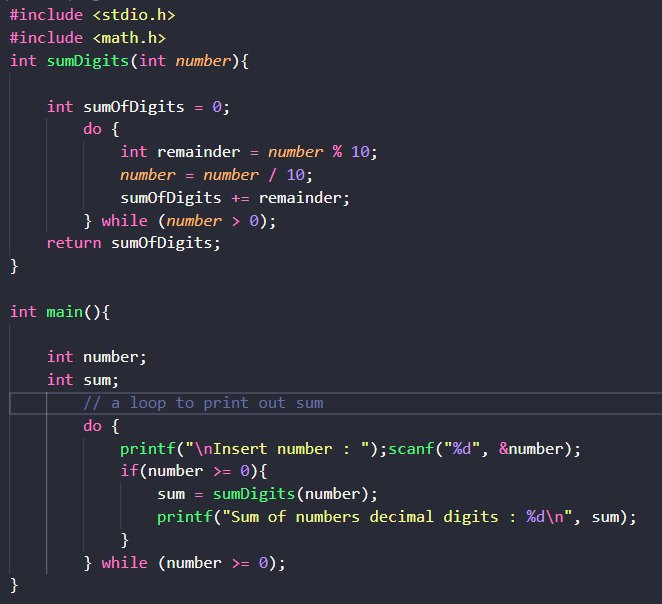 #include <stdio.h>
#include <math.h>
int sumDigits(int number){
int sumOfDigits = 0;
do {
int remainder = number % 10;
number = number / 10;
sumOfDigits += remainder;
} while (number > 0);
return sumOfDigits;
}
int main(){
int number;
int sum;
// a loop to print out sum
do {
printf("\nInsert number : ");scanf("%d", &number);
if(number >= 0){
sum = sumDigits(number);
printf("Sum of numbers decimal digits : %d\n", sum);
}
} while (number >= 0);
}